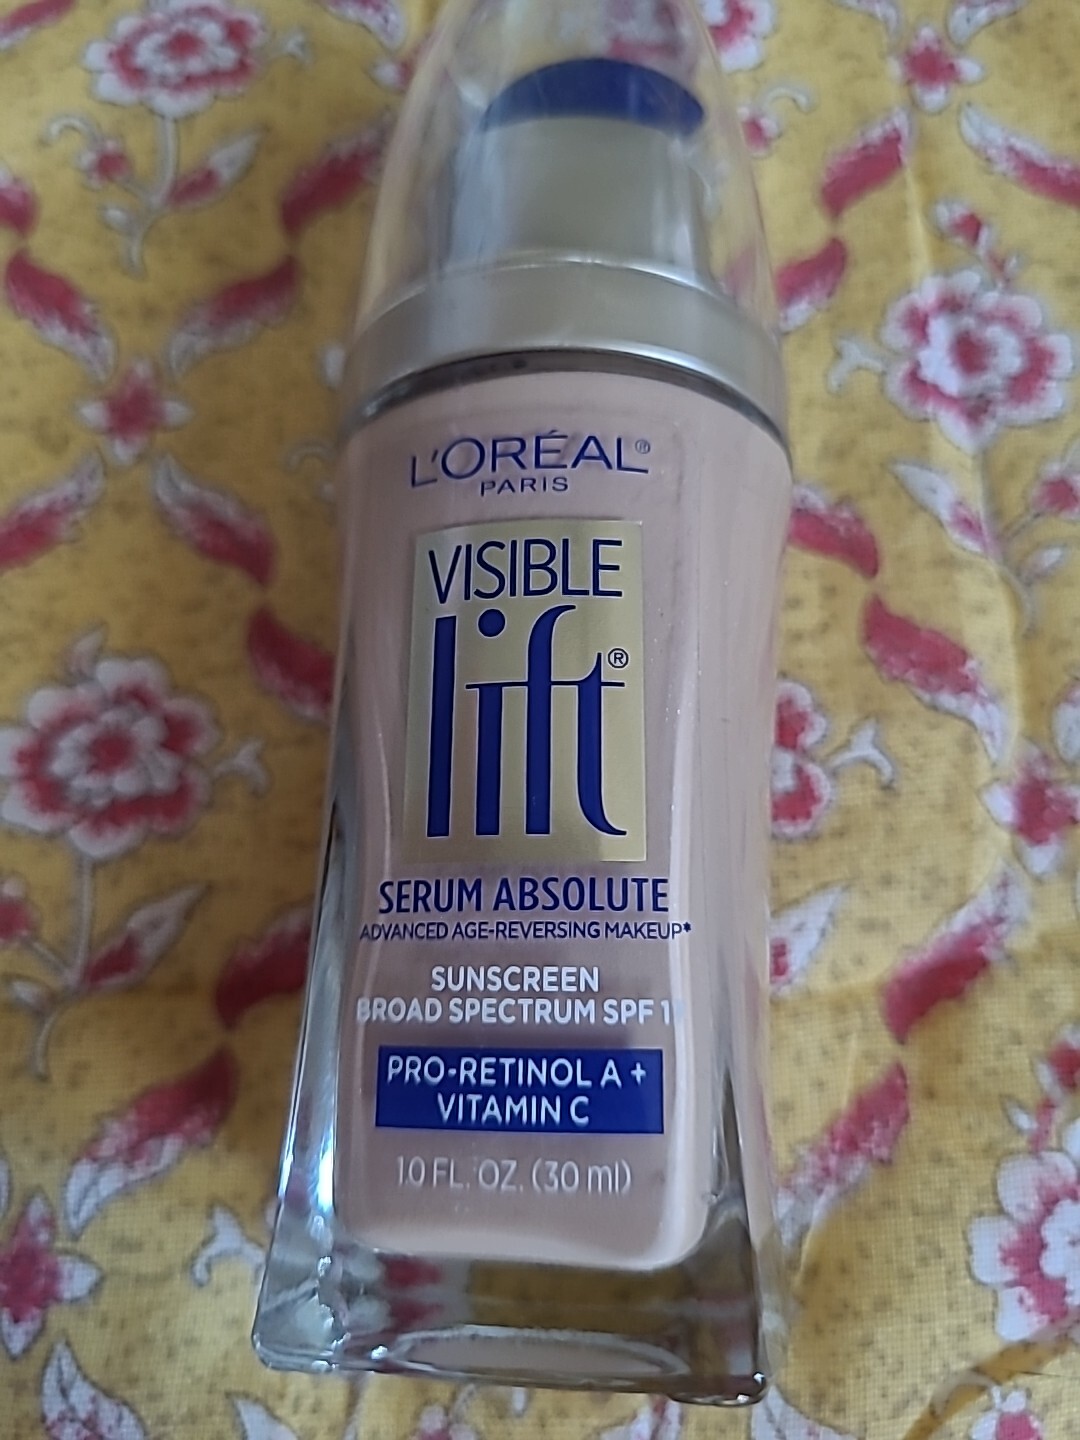 L'ORÉAL®
PARIS
VISIBLE
lift®
SERUM ABSOLUTE
ADVANCED AGE-REVERSING MAKEUP*
SUNSCREEN
BROAD SPECTRUM SPF
PRO-RETINOL A +
VITAMIN C
1.0 FL. OZ. (30 ml)